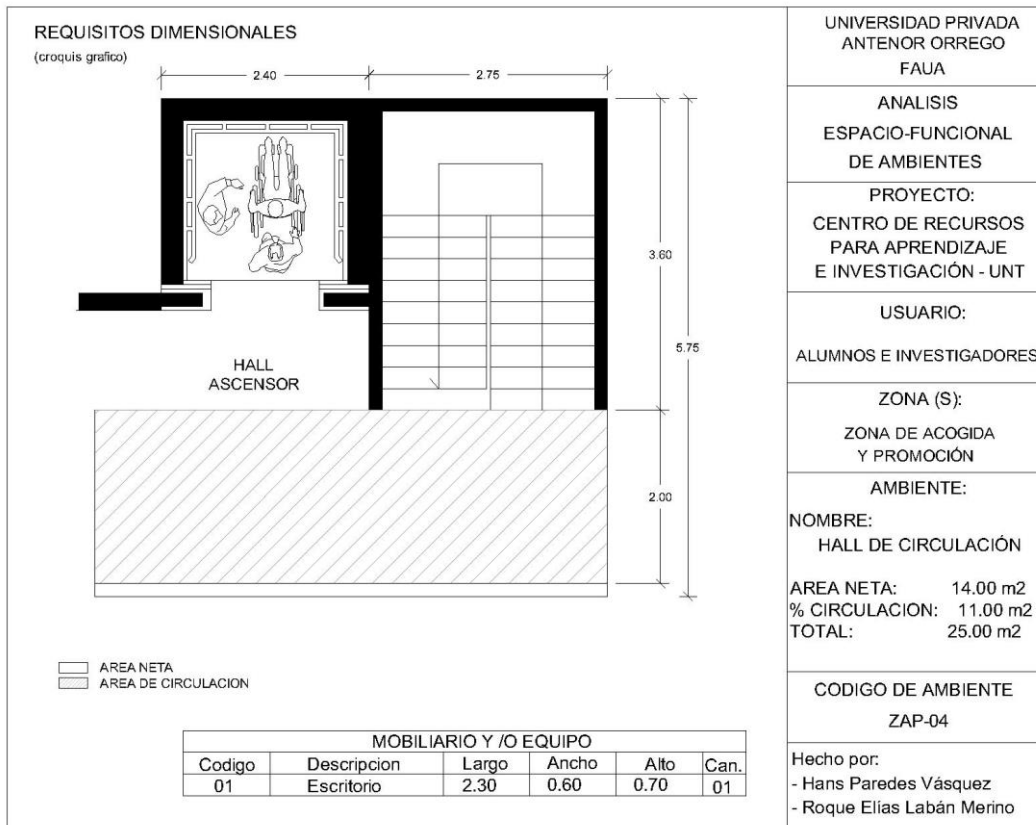 REQUISITOS DIMENSIONALES
(croquis grafico)
2.40
2.75
3.60
5.75
2.00
HALL
ASCENSOR
AREA NETA
AREA DE CIRCULACION
MOBILIARIO Y /O EQUIPO
Codigo Descripcion Largo Ancho Alto Can.
01 Escritorio 2.30 0.60 0.70 01
UNIVERSIDAD PRIVADA
ANTENOR ORREGO
FAUA
ANALISIS
ESPACIO-FUNCIONAL
DE AMBIENTES
PROYECTO:
CENTRO DE RECURSOS
PARA APRENDIZAJE
E INVESTIGACIÓN - UNT
USUARIO:
ALUMNOS E INVESTIGADORES
ZONA (S):
ZONA DE ACOGIDA
Y PROMOCIÓN
AMBIENTE:
NOMBRE:
HALL DE CIRCULACIÓN
AREA NETA: 14.00 m2
% CIRCULACION: 11.00 m2
TOTAL: 25.00 m2
CODIGO DE AMBIENTE
ZAP-04
Hecho por:
- Hans Paredes Vásquez
- Roque Elías Labán Merino